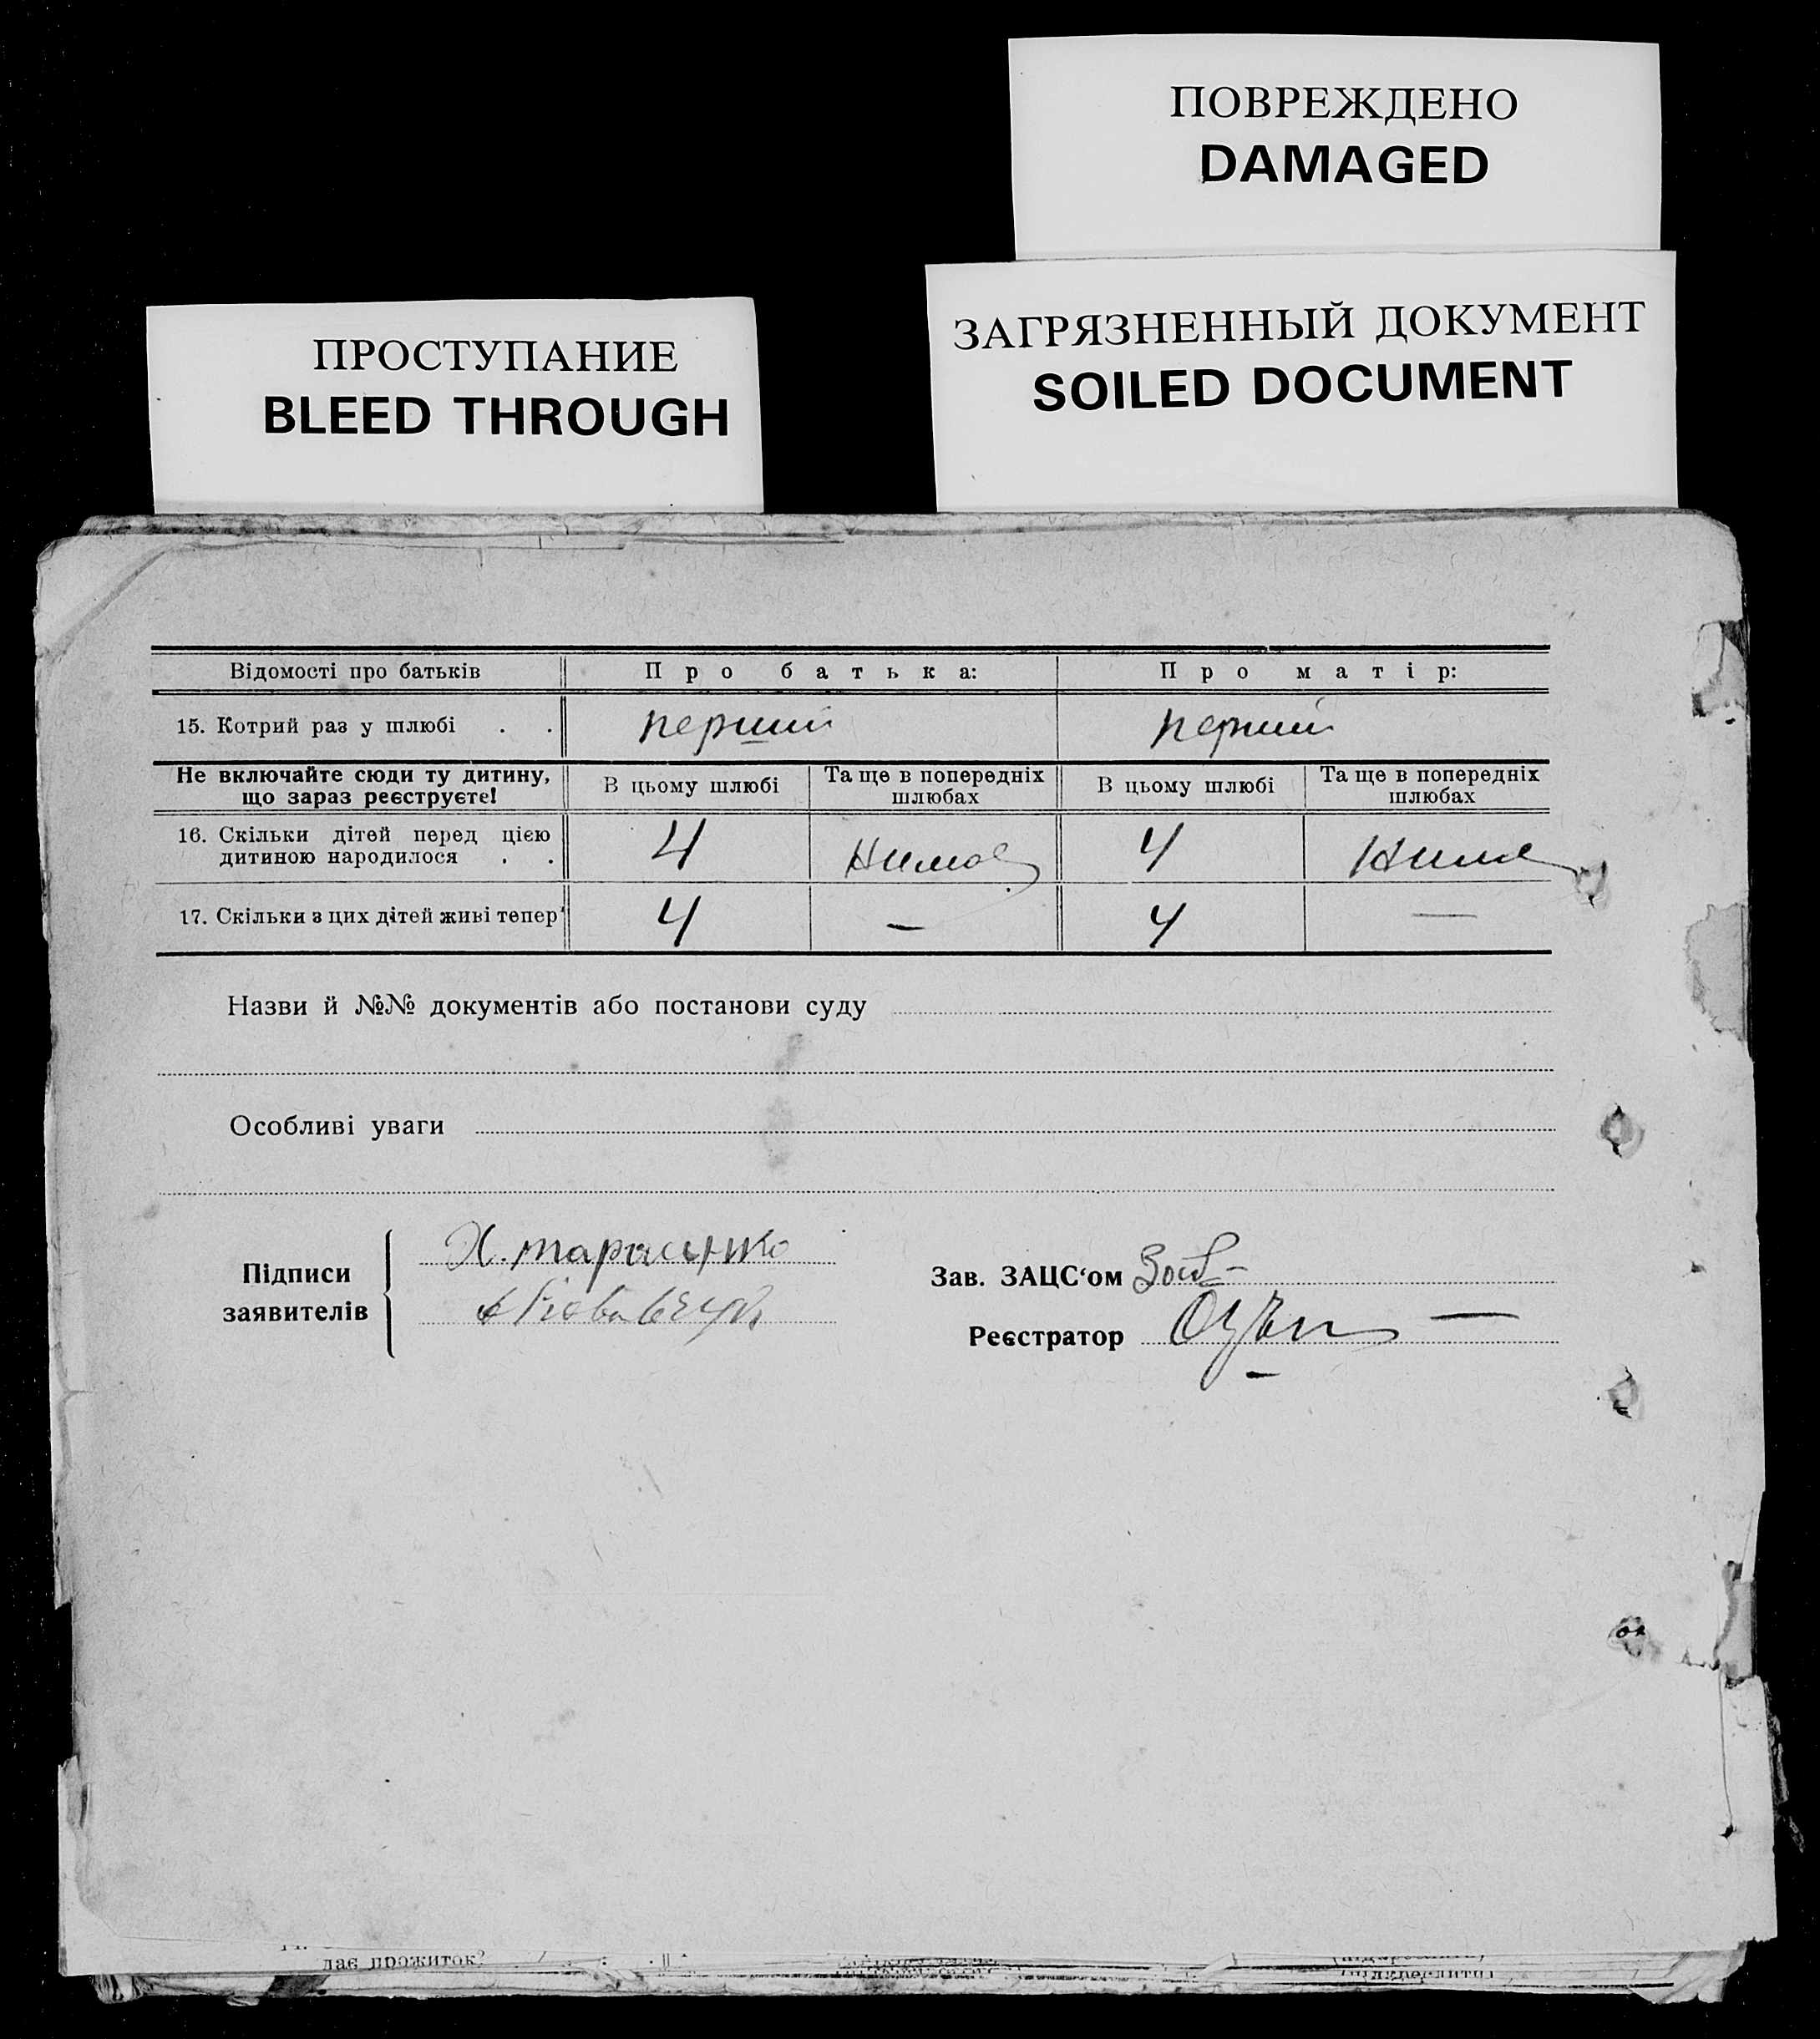 ПОВРЕЖДЕНО
DAMAGED
ПРОСТУПАНИЕ
BLEED THROUGH
ЗАГРЯЗНЕННЫЙ ДОКУМЕНТ
SOILED DOCUMENT
Відомості про батьків Про батька: Про матір:
15. Котрий раз у шлюбі . . перший перший
Не включайте сюди ту дитину, що зараз реєструєте! В цьому шлюбі Та ще в попередніх шлюбах В цьому шлюбі Та ще в попередніх шлюбах
16. Скільки дітей перед цією
дитиною народилося . . 4 Нимає 4 Нимає
17. Скільки з цих дітей живі тепер 4 — 4 —
Назви й №№ документів або постанови суду
Особливі уваги
Підписи заявителів
Х. тарасенко
Зав. ЗАЦС‘ом
Реєстратор
дає прожиток?